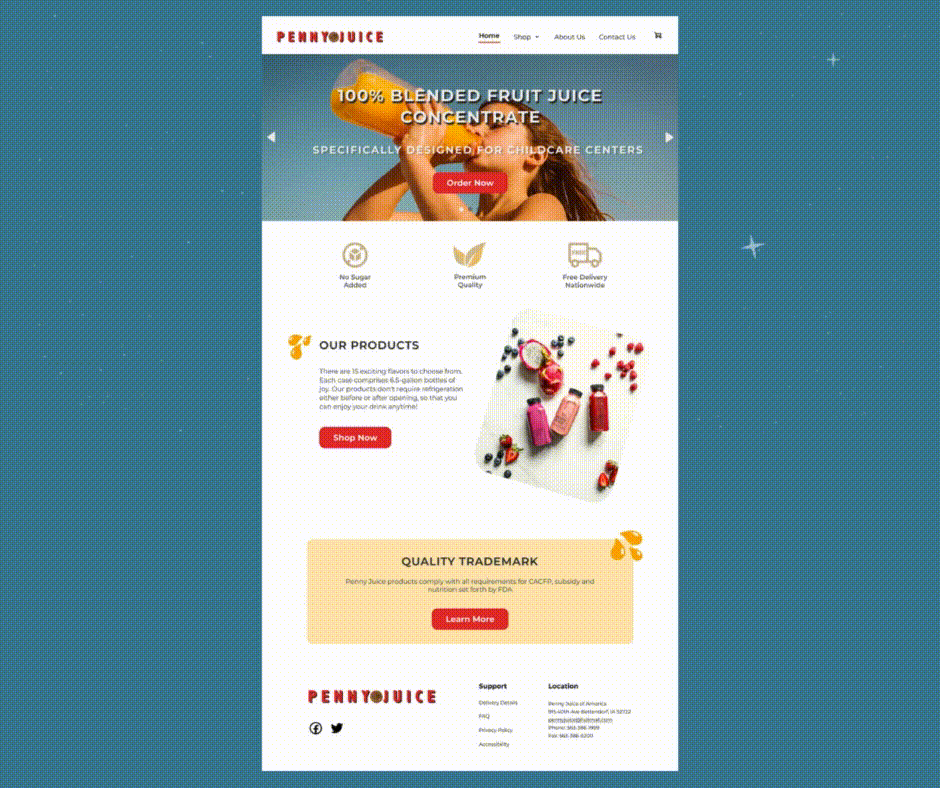 PENNY JUICE
Home Shop About Us Contact Us
100% BLENDED FRUIT JUICE
CONCENTRATE
SPECIFICALLY DESIGNED FOR CHILDCARE CENTERS
Order Now
No Sugar
Added
Premium
Quality
FREE
Free Delivery
Nationwide
OUR PRODUCTS
There are 15 exciting flavors to choose from.
Each case comprises 6.5-gallon bottles of
joy. Our products don't require refrigeration
either before or after opening, so that you
can enjoy your drink anytime!
Shop Now
QUALITY TRADEMARK
Penny Juice products comply with all requirements for CACFP, subsidy and
nutrition set forth by FDA
Learn More
PENNY JUICE
Support
Delivery Details
FAQ
Privacy Policy
Accessibility
Location
Penny Juice of America
Phone:
Fax: